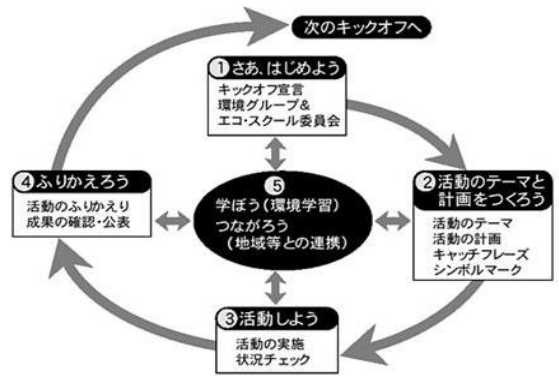 次のキックオフへ
①さあ、はじめよう
キックオフ宣言
環境グループ&
エコ・スクール委員会
②活動のテーマと
計画をつくろう
活動のテーマ
活動の計画
キャッチフレーズ
シンボルマーク
③活動しよう
活動の実施
状況チェック
④ふりかえろう
活動のふりかえり
成果の確認・公表
⑤
学ぼう(環境学習)
つながろう
(地域等との連携)